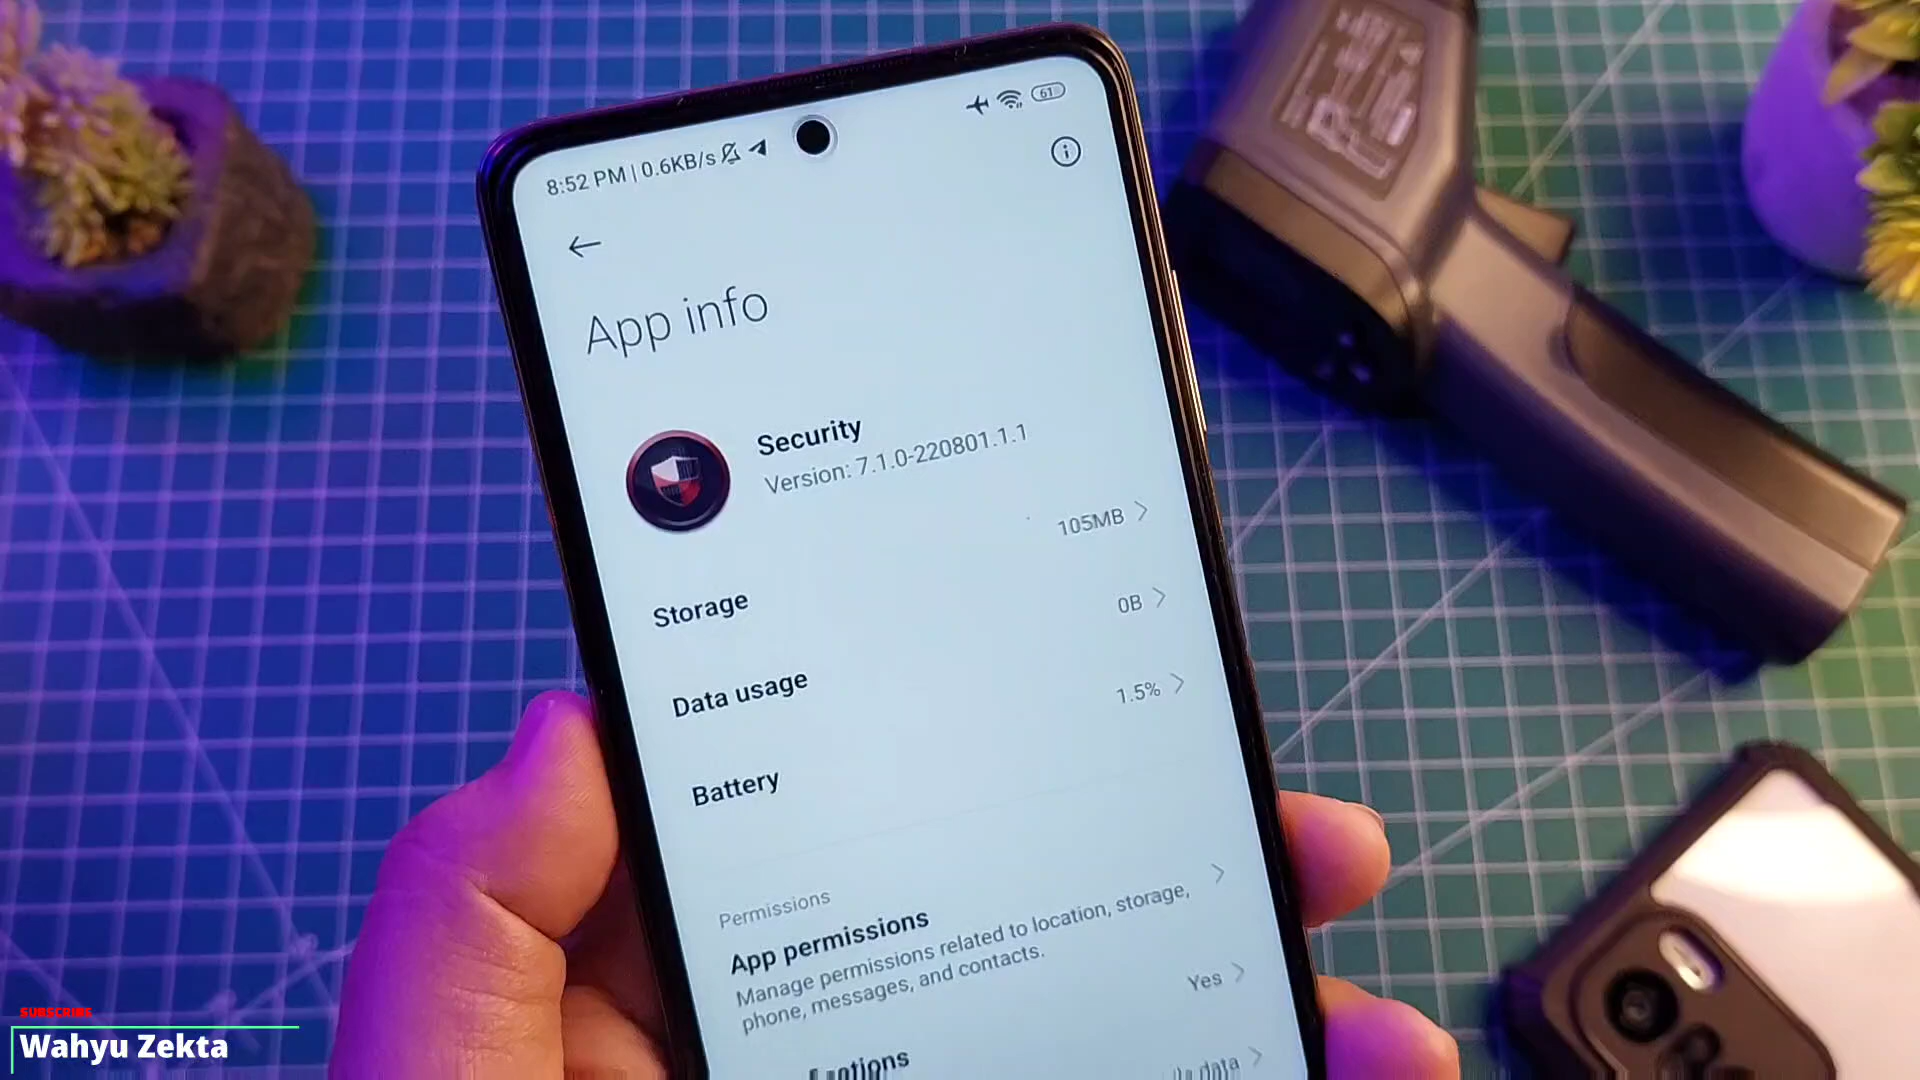 8:52 PM | 0.6KB/s
61
App info
Security
Version: 7.1.0-220801.1.1
Storage
105MB
Data usage
0B
Battery
1.5%
Permissions
App permissions
Manage permissions related to location, storage,
phone, messages, and contacts.
Yes
SUBSCRIBE
Wahyu Zekta